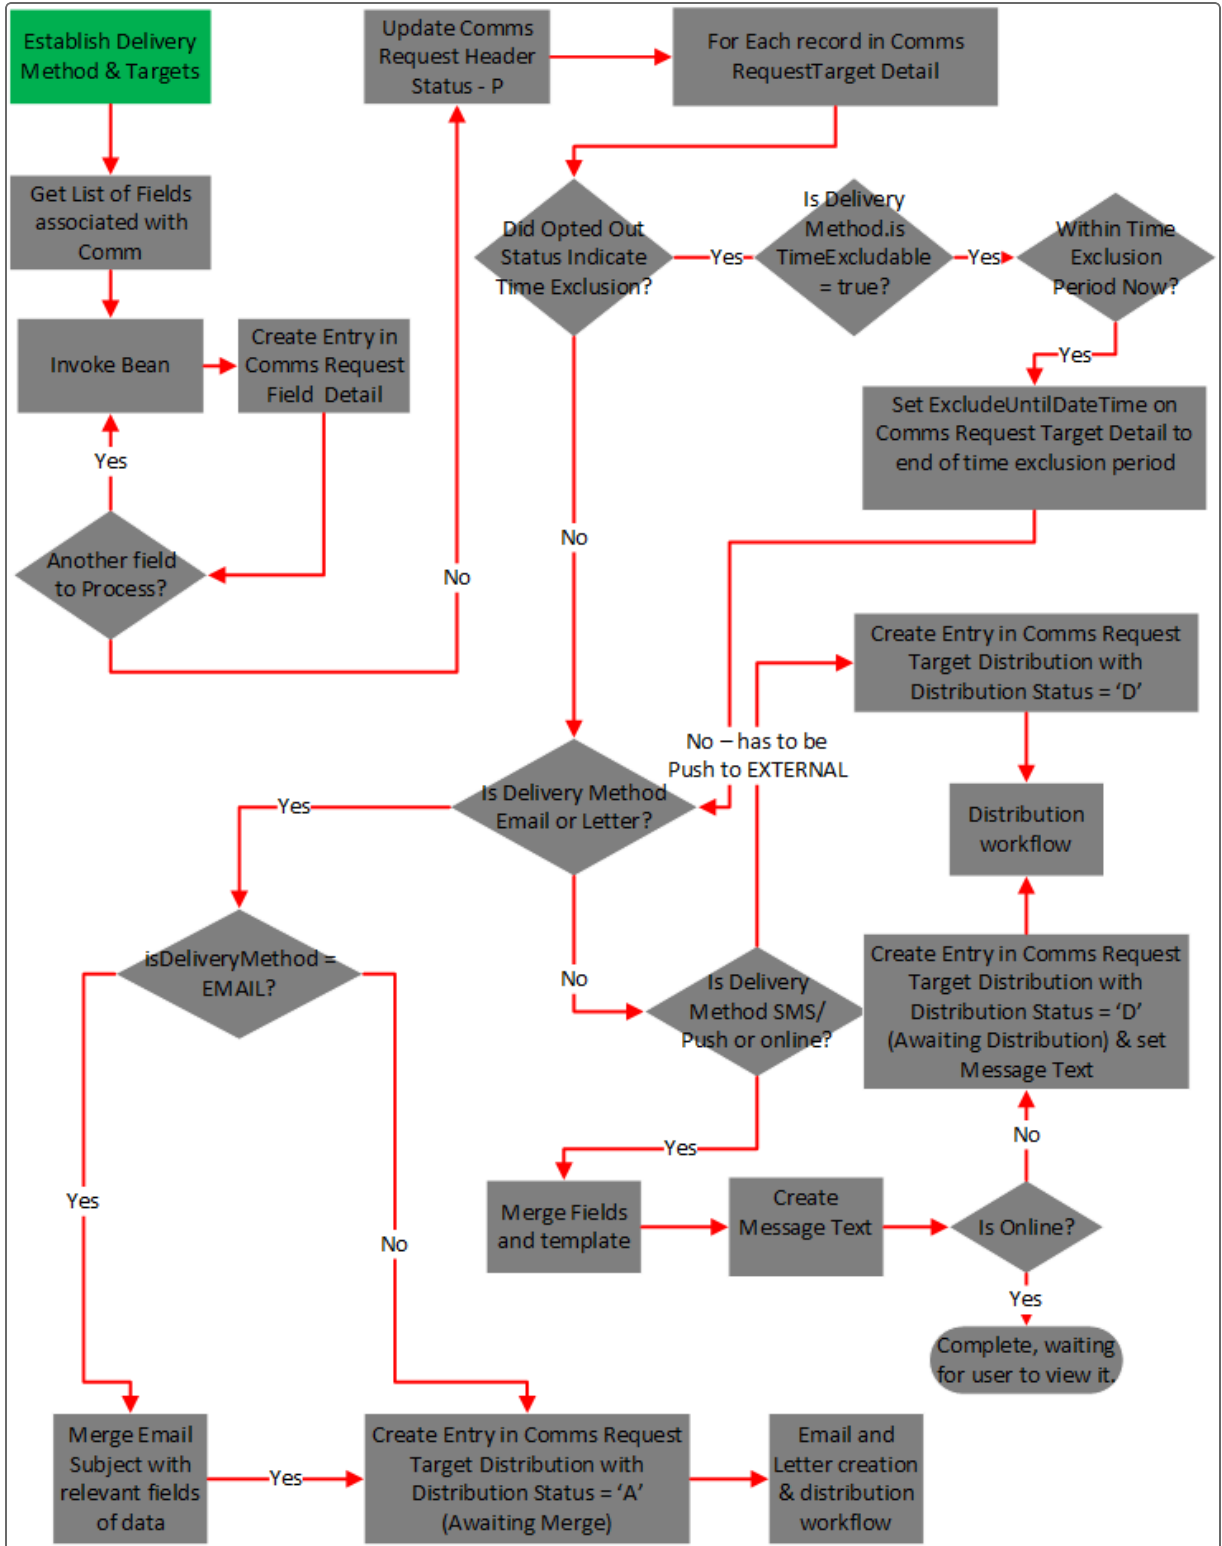 Establish Delivery
Method & Targets
Update Comms
Request Header
Status - P
For Each record in Comms
RequestTarget Detail
Get List of Fields
associated with
Comm
Did Opted Out
Status Indicate
Time Exclusion?
Yes
Is Delivery
Method.is
TimeExcludable
= true?
Yes
Within Time
Exclusion
Period Now?
Invoke Bean
Create Entry in
Comms Request
Field Detail
Yes
Set ExcludeUntilDateTime on
Comms Request Target Detail to
end of time exclusion period
Yes
Another field
to Process?
No
No
Create Entry in Comms Request
Target Distribution with
Distribution Status = ‘D’
No – has to be
Push to EXTERNAL
Is Delivery Method
Email or Letter?
Yes
Distribution
workflow
isDeliveryMethod =
EMAIL?
No
Is Delivery
Method SMS/
Push or online?
Create Entry in Comms Request
Target Distribution with
Distribution Status = ‘D’
(Awaiting Distribution) & set
Message Text
No
Yes
Yes
No
Merge Fields
and template
Create
Message Text
Is Online?
Yes
Complete, waiting
for user to view it.
Merge Email
Subject with
relevant fields
of data
Yes
Create Entry in Comms Request
Target Distribution with
Distribution Status = ‘A’
(Awaiting Merge)
Email and
Letter creation
& distribution
workflow